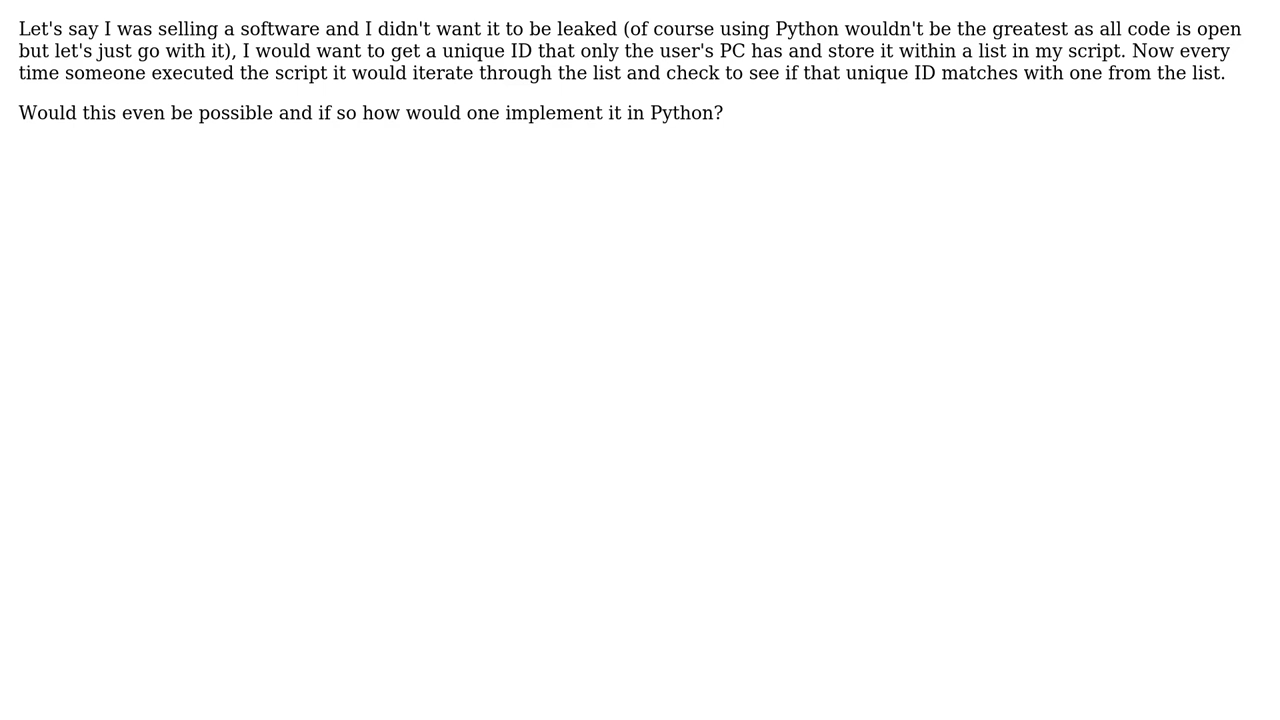 Let's say I was selling a software and I didn't want it to be leaked (of course using Python wouldn't be the greatest as all code is open
but let's just go with it), I would want to get a unique ID that only the user's PC has and store it within a list in my script. Now every
time someone executed the script it would iterate through the list and check to see if that unique ID matches with one from the list.
Would this even be possible and if so how would one implement it in Python?